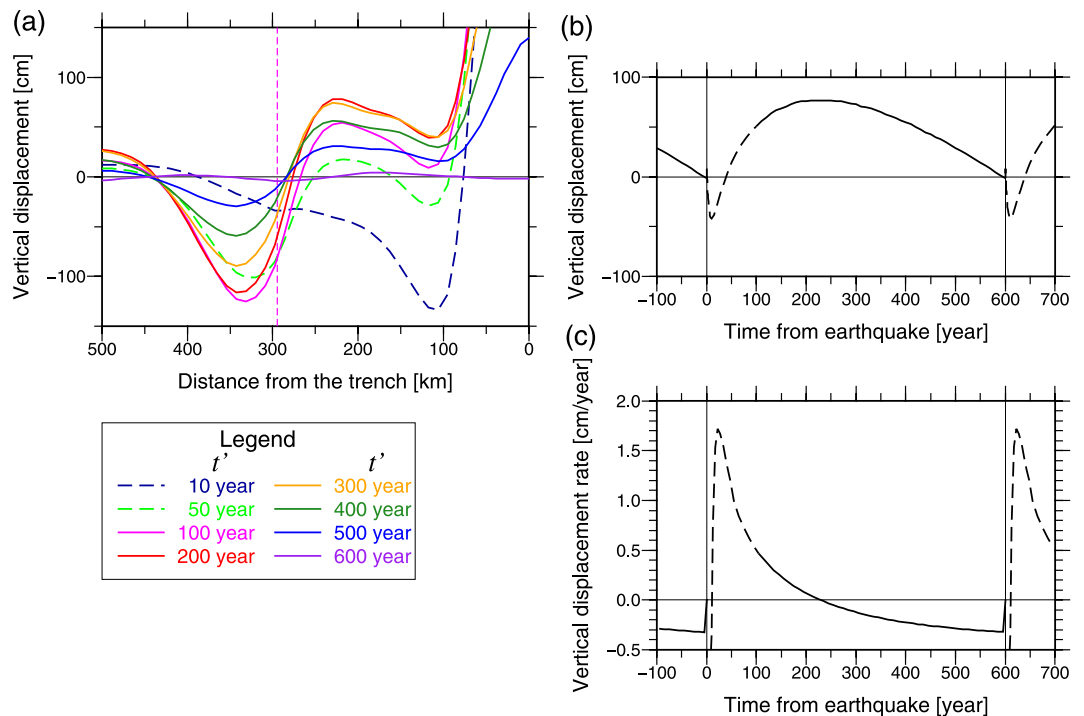 (a)
Vertical displacement [cm]
100
0
−100
500 400 300 200 100 0
Distance from the trench [km]
Legend
t’ t’
10 year 300 year
50 year 400 year
100 year 500 year
200 year 600 year
(b)
Vertical displacement [cm]
100
0
−100
−100 0 100 200 300 400 500 600 700
Time from earthquake [year]
(c)
Vertical displacement rate [cm/year]
2.0
1.5
1.0
0.5
0.0
−0.5
−100 0 100 200 300 400 500 600 700
Time from earthquake [year]